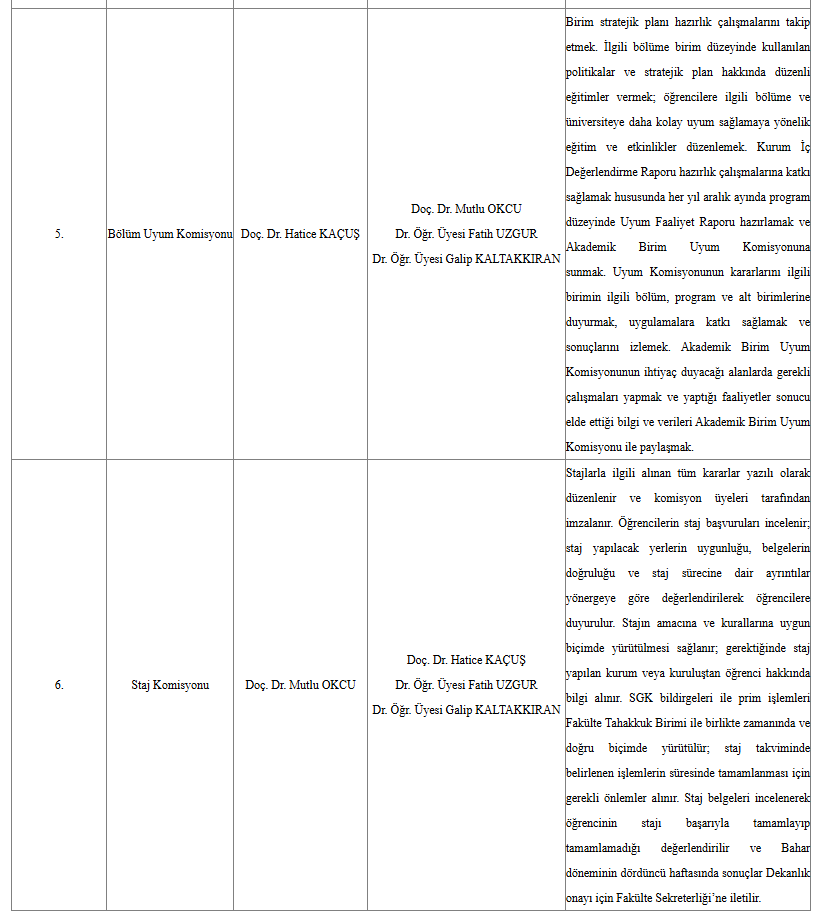 5.
Bölüm Uyum Komisyonu
Doç. Dr. Hatice KAÇUŞ
Doç. Dr. Mutlu OKCU
Dr. Öğr. Üyesi Fatih UZGUR
Dr. Öğr. Üyesi Galip KALTAKKIRAN
Birim stratejik planı hazırlık çalışmalarını takip
etmek. İlgili bölüme birim düzeyinde kullanılan
politikalar ve stratejik plan hakkında düzenli
eğitimler vermek; öğrencilere ilgili bölüme ve
üniversiteye daha kolay uyum sağlamaya yönelik
eğitim ve etkinlikler düzenlemek. Kurum İç
Değerlendirme Raporu hazırlık çalışmalarına katkı
sağlamak hususunda her yıl aralık ayında program
düzeyinde Uyum Faaliyet Raporu hazırlamak ve
Akademik Birim Uyum Komisyonuna
sunmak. Uyum Komisyonunun kararlarını ilgili
birimin ilgili bölüm, program ve alt birimlerine
duyurmak, uygulamalara katkı sağlamak ve
sonuçlarını izlemek. Akademik Birim Uyum
Komisyonunun ihtiyaç duyacağı alanlarda gerekli
çalışmaları yapmak ve yaptığı faaliyetler sonucu
elde ettiği bilgi ve verileri Akademik Birim Uyum
Komisyonu ile paylaşmak.
6.
Staj Komisyonu
Doç. Dr. Mutlu OKCU
Doç. Dr. Hatice KAÇUŞ
Dr. Öğr. Üyesi Fatih UZGUR
Dr. Öğr. Üyesi Galip KALTAKKIRAN
Stajlarla ilgili alınan tüm kararlar yazılı olarak
düzenlenir ve komisyon üyeleri tarafından
imzalanır. Öğrencilerin staj başvuruları incelenir;
staj yapılacak yerlerin uygunluğu, belgelerin
doğruluğu ve staj sürecine dair ayrıntılar
yönergeye göre değerlendirilerek öğrencilere
duyurulur. Stajın amacına ve kurallarına uygun
biçimde yürütülmesi sağlanır; gerektiğinde staj
yapılan kurum veya kuruluştan öğrenci hakkında
bilgi alınır. SGK bildirgeleri ile prim işlemleri
Fakülte Tahakkuk Birimi ile birlikte zamanında ve
doğru biçimde yürütülür; staj takviminde
belirlenen işlemlerin süresinde tamamlanması için
gerekli önlemler alınır. Staj belgeleri incelenerek
öğrencinin stajı başarıyla tamamlayıp
tamamlamadığı değerlendirilir ve Bahar
döneminin dördüncü haftasında sonuçlar Dekanlık
onayı için Fakülte Sekreterliği’ne iletilir.